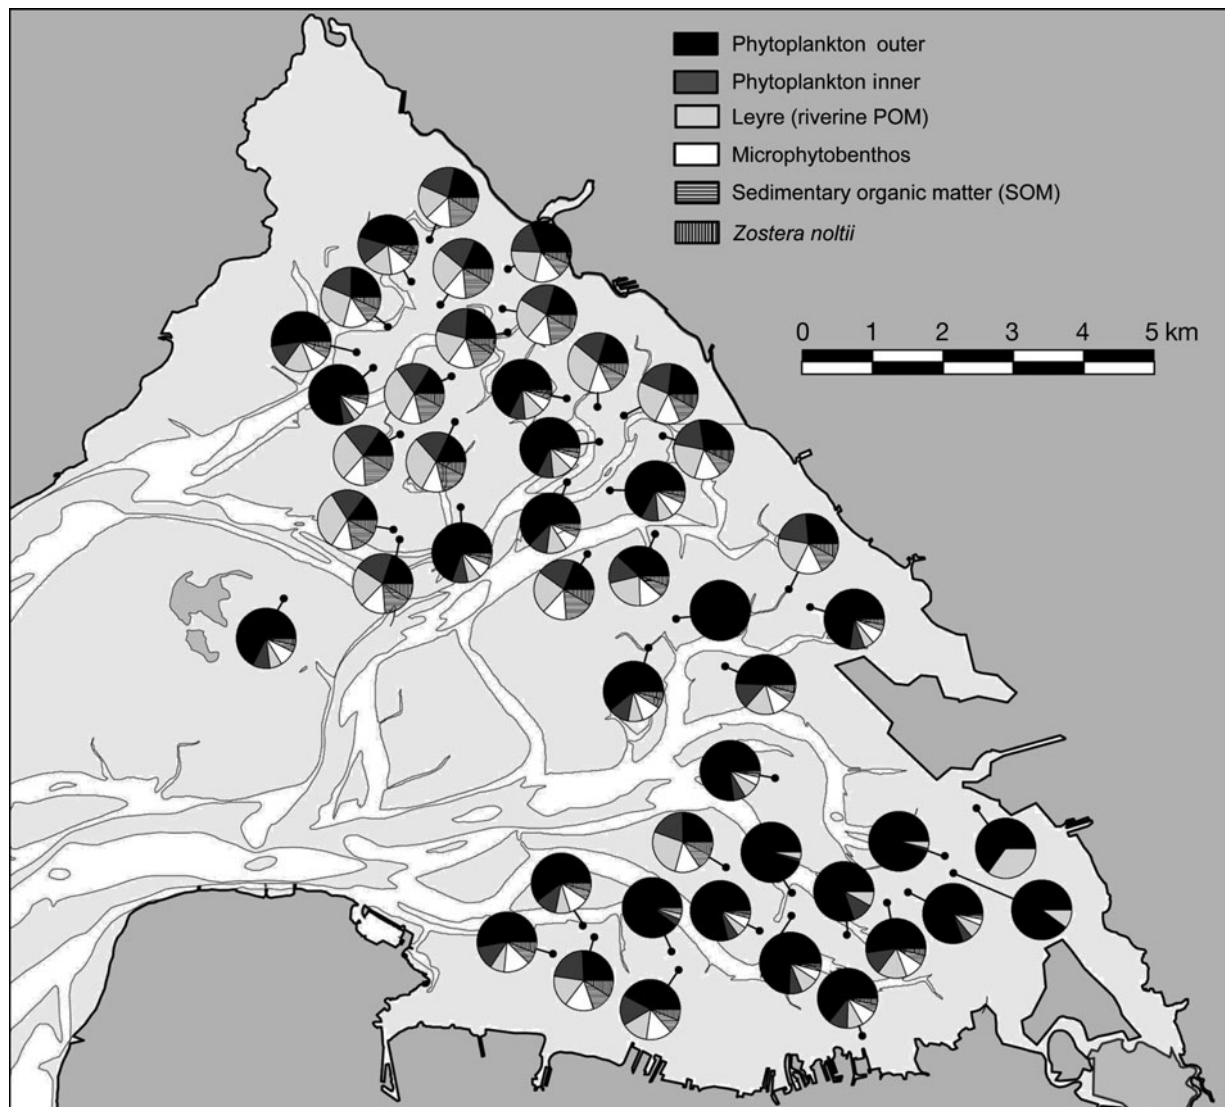 Phytoplankton outer
Phytoplankton inner
Leyre (riverine POM)
Microphytobenthos
Sedimentary organic matter (SOM)
Zostera noltii
0 1 2 3 4 5 km